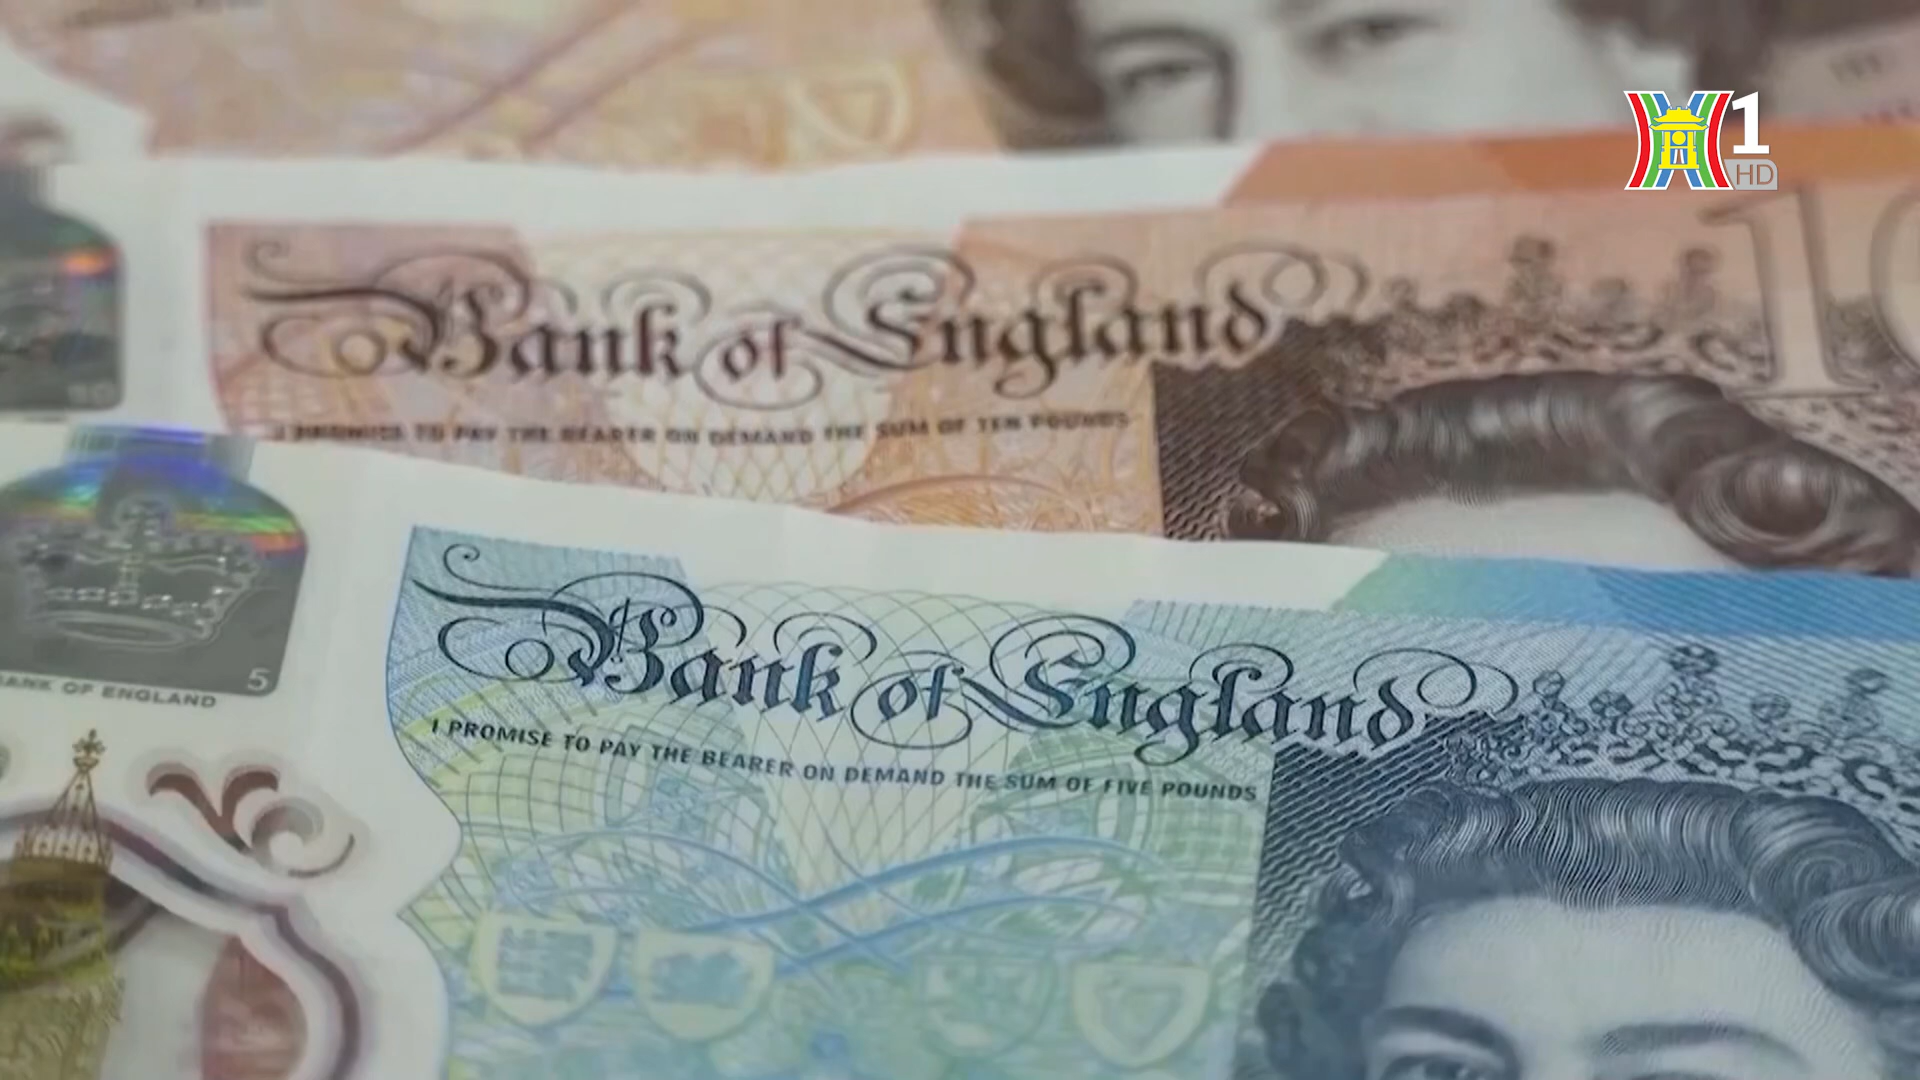 1
HD
10
Bank of England
I PROMISE TO PAY THE BEARER ON DEMAND THE SUM OF TEN POUNDS
5
BANK OF ENGLAND
Bank of England
I PROMISE TO PAY THE BEARER ON DEMAND THE SUM OF FIVE POUNDS